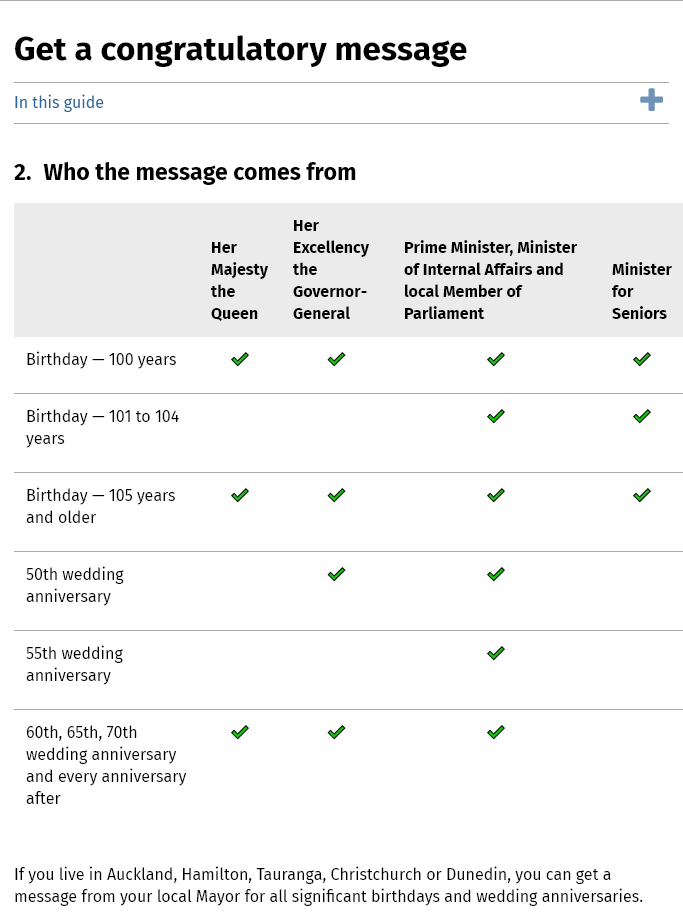 Get a congratulatory message
In this guide
2. Who the message comes from
Her
Majesty
the
Queen
Her
Excellency
the
Governor-
General
Prime Minister, Minister
of Internal Affairs and
local Member of
Parliament
Minister
for
Seniors
Birthday — 100 years
Birthday — 101 to 104
years
Birthday — 105 years
and older
50th wedding
anniversary
55th wedding
anniversary
60th, 65th, 70th
wedding anniversary
and every anniversary
after
If you live in Auckland, Hamilton, Tauranga, Christchurch or Dunedin, you can get a
message from your local Mayor for all significant birthdays and wedding anniversaries.